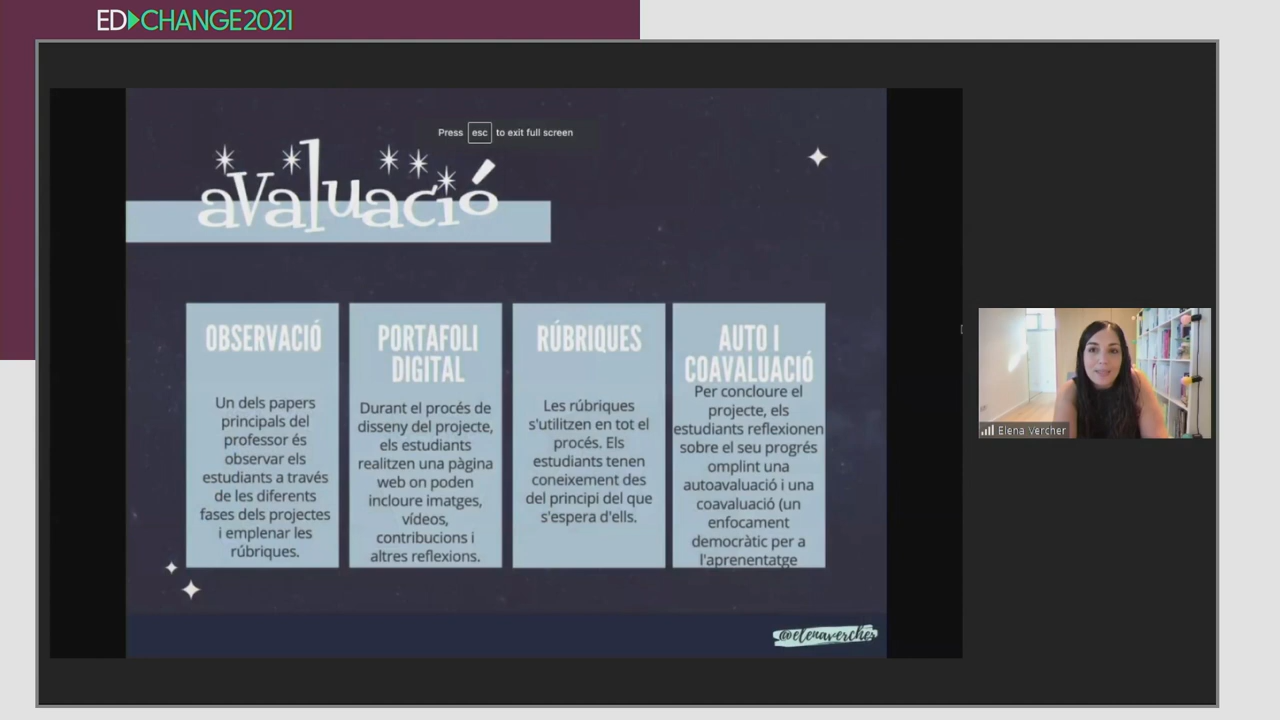 ED CHANGE2021
Press esc to exit full screen
avaluació
OBSERVACIÓ
Un dels papers
principals del
professor és
observar els
estudiants a través
de les diferents
fases dels projectes
i emplenar les
rúbriques.
PORTAFOLI
DIGITAL
Durant el procés de
disseny del projecte,
els estudiants
realitzen una pàgina
web on poden
incloure imatges,
vídeos,
contribucions i
altres reflexions.
RÚBRIQUES
Les rúbriques
s'utilitzen en tot el
procés. Els
estudiants tenen
coneixement des
del principi del que
s'espera d'ells.
AUTO I
COAVALUACIÓ
Per concloure el
projecte, els
estudiants reflexionen
sobre el seu progrés
omplint una
autoavaluació i una
coavaluació (un
enfocament
democràtic per a
l'aprenentatge
@elenavercher
Elena Vercher